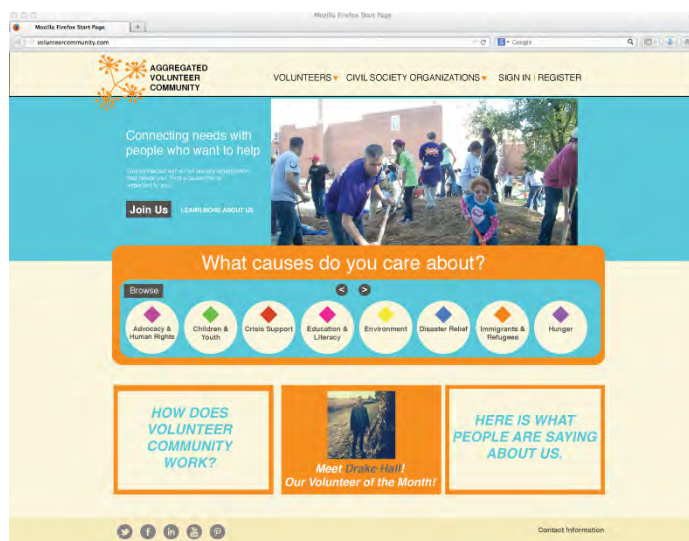 Mozilla Firefox Start Page
Mozilla Firefox Start Page
volunteercommunity.com
Google
AGGREGATED
VOLUNTEER
COMMUNITY
VOLUNTEERS CIVIL SOCIETY ORGANIZATIONS SIGN IN | REGISTER
Connecting needs with
people who want to help
important to you.
Join Us LEARN MORE ABOUT US
What causes do you care about?
Browse < >
Advocacy &
Human Rights
Children &
Youth
Crisis Support
Education &
Literacy
Environment
Disaster Relief
Immigrants &
Refugees
Hunger
HOW DOES
VOLUNTEER
COMMUNITY
WORK?
Meet Drake Hall!
Our Volunteer of the Month!
HERE IS WHAT
PEOPLE ARE SAYING
ABOUT US.
Contact Information